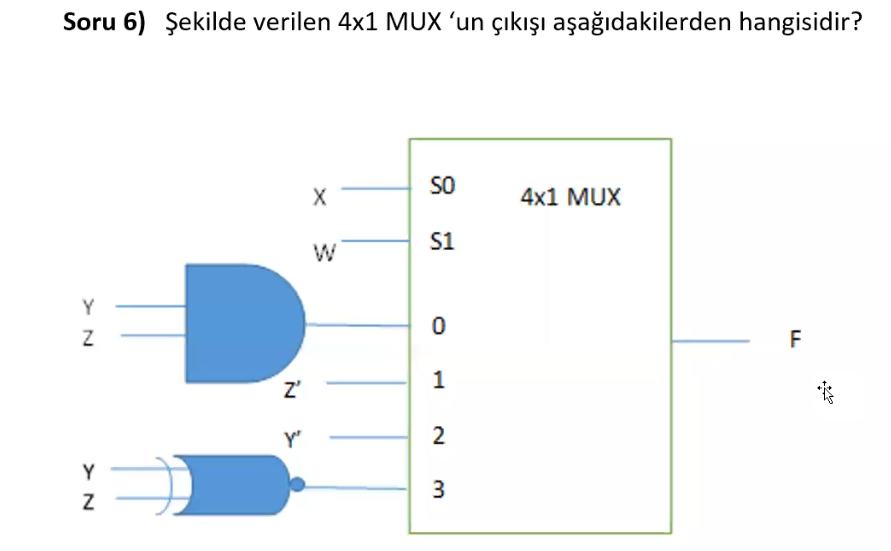 Soru 6) Şekilde verilen 4x1 MUX ‘un çıkışı aşağıdakilerden hangisidir?
X
S0
4x1 MUX
W
S1
Y
0
F
Z
Z'
1
Y'
2
Y
3
Z